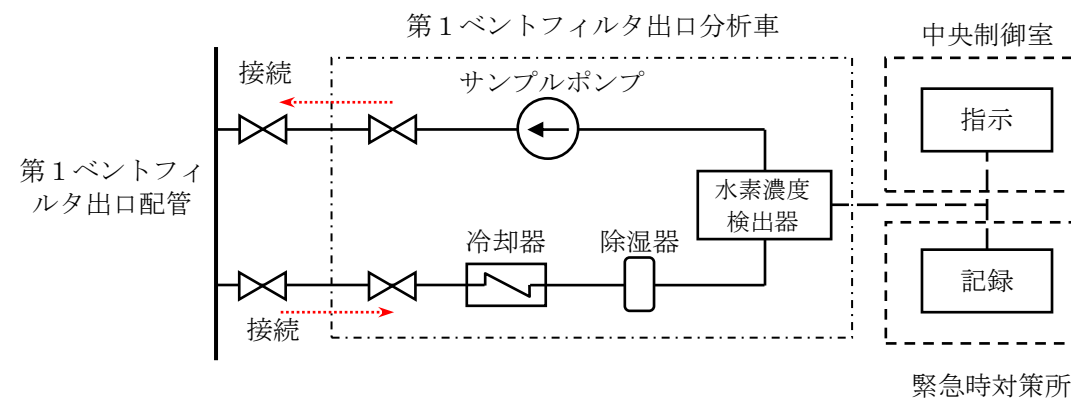 第１ベントフィルタ出口分析車
中央制御室
接続
サンプルポンプ
指示
第１ベントフィ
ルタ出口配管
水素濃度
検出器
冷却器
除湿器
記録
接続
緊急時対策所